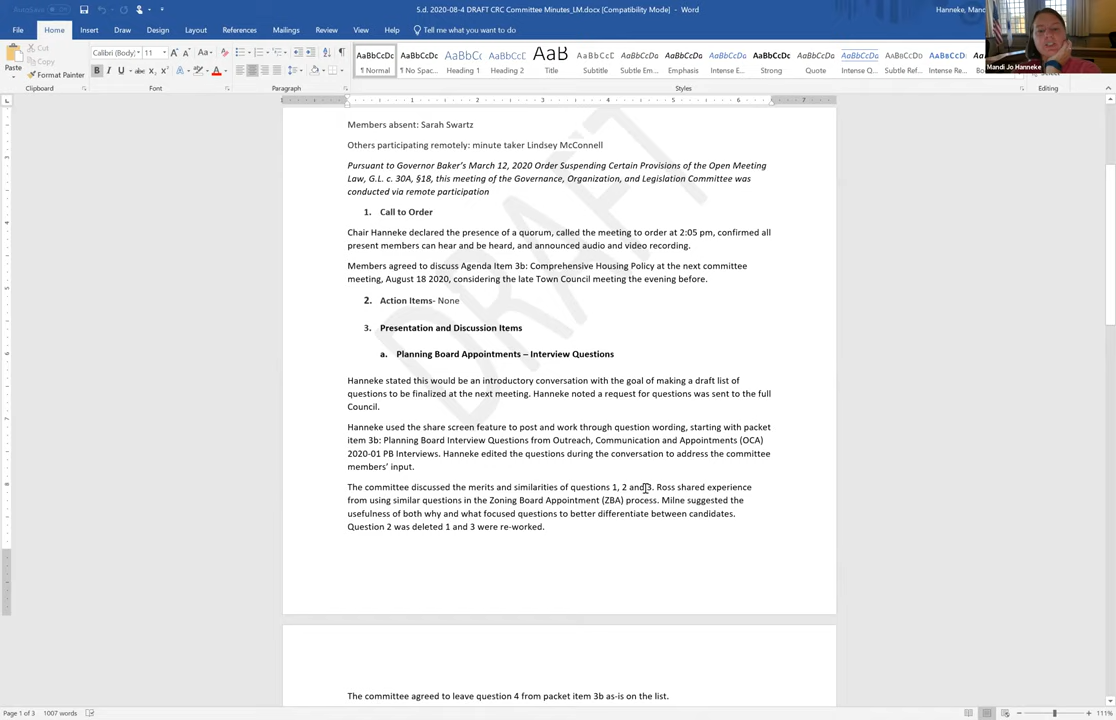 AutoSave
5.d. 2020-08-4 DRAFT CRC Committee Minutes_LM.docx [Compatibility Mode] - Word
Hanneke, Mand
File Home Insert Draw Design Layout References Mailings Review View Help Tell me what you want to do
Paste
Cut
Copy
Format Painter
Calibri (Body) 11
AaBbCcDc AaBbCcDc AaBbCc AaBbCcC AaB AaBbCcC AaBbCcDc AaBbCcDc AaBbCcDc AaBbCcDc AaBbCcDc AaBbCcDc AaBbCcDc AaBbCcDc
¶ Normal ¶ No Spac... Heading 1 Heading 2 Title Subtitle Subtle Em... Emphasis Intense E... Strong Quote Intense Q... Subtle Ref... Intense Re...
Clipboard Font Paragraph Styles Editing
Mandi Jo Hanneke
DRAFT
Members absent: Sarah Swartz
Others participating remotely: minute taker Lindsey McConnell
Pursuant to Governor Baker's March 12, 2020 Order Suspending Certain Provisions of the Open Meeting
Law, G.L. c. 30A, §18, this meeting of the Governance, Organization, and Legislation Committee was
conducted via remote participation
1. Call to Order
Chair Hanneke declared the presence of a quorum, called the meeting to order at 2:05 pm, confirmed all
present members can hear and be heard, and announced audio and video recording.
Members agreed to discuss Agenda Item 3b: Comprehensive Housing Policy at the next committee
meeting, August 18 2020, considering the late Town Council meeting the evening before.
2. Action Items- None
3. Presentation and Discussion Items
a. Planning Board Appointments – Interview Questions
Hanneke stated this would be an introductory conversation with the goal of making a draft list of
questions to be finalized at the next meeting. Hanneke noted a request for questions was sent to the full
Council.
Hanneke used the share screen feature to post and work through question wording, starting with packet
item 3b: Planning Board Interview Questions from Outreach, Communication and Appointments (OCA)
2020-01 PB Interviews. Hanneke edited the questions during the conversation to address the committee
members' input.
The committee discussed the merits and similarities of questions 1, 2 and 3. Ross shared experience
from using similar questions in the Zoning Board Appointment (ZBA) process. Milne suggested the
usefulness of both why and what focused questions to better differentiate between candidates.
Question 2 was deleted 1 and 3 were re-worked.
The committee agreed to leave question 4 from packet item 3b as-is on the list.
Page 1 of 3 1007 words
111%